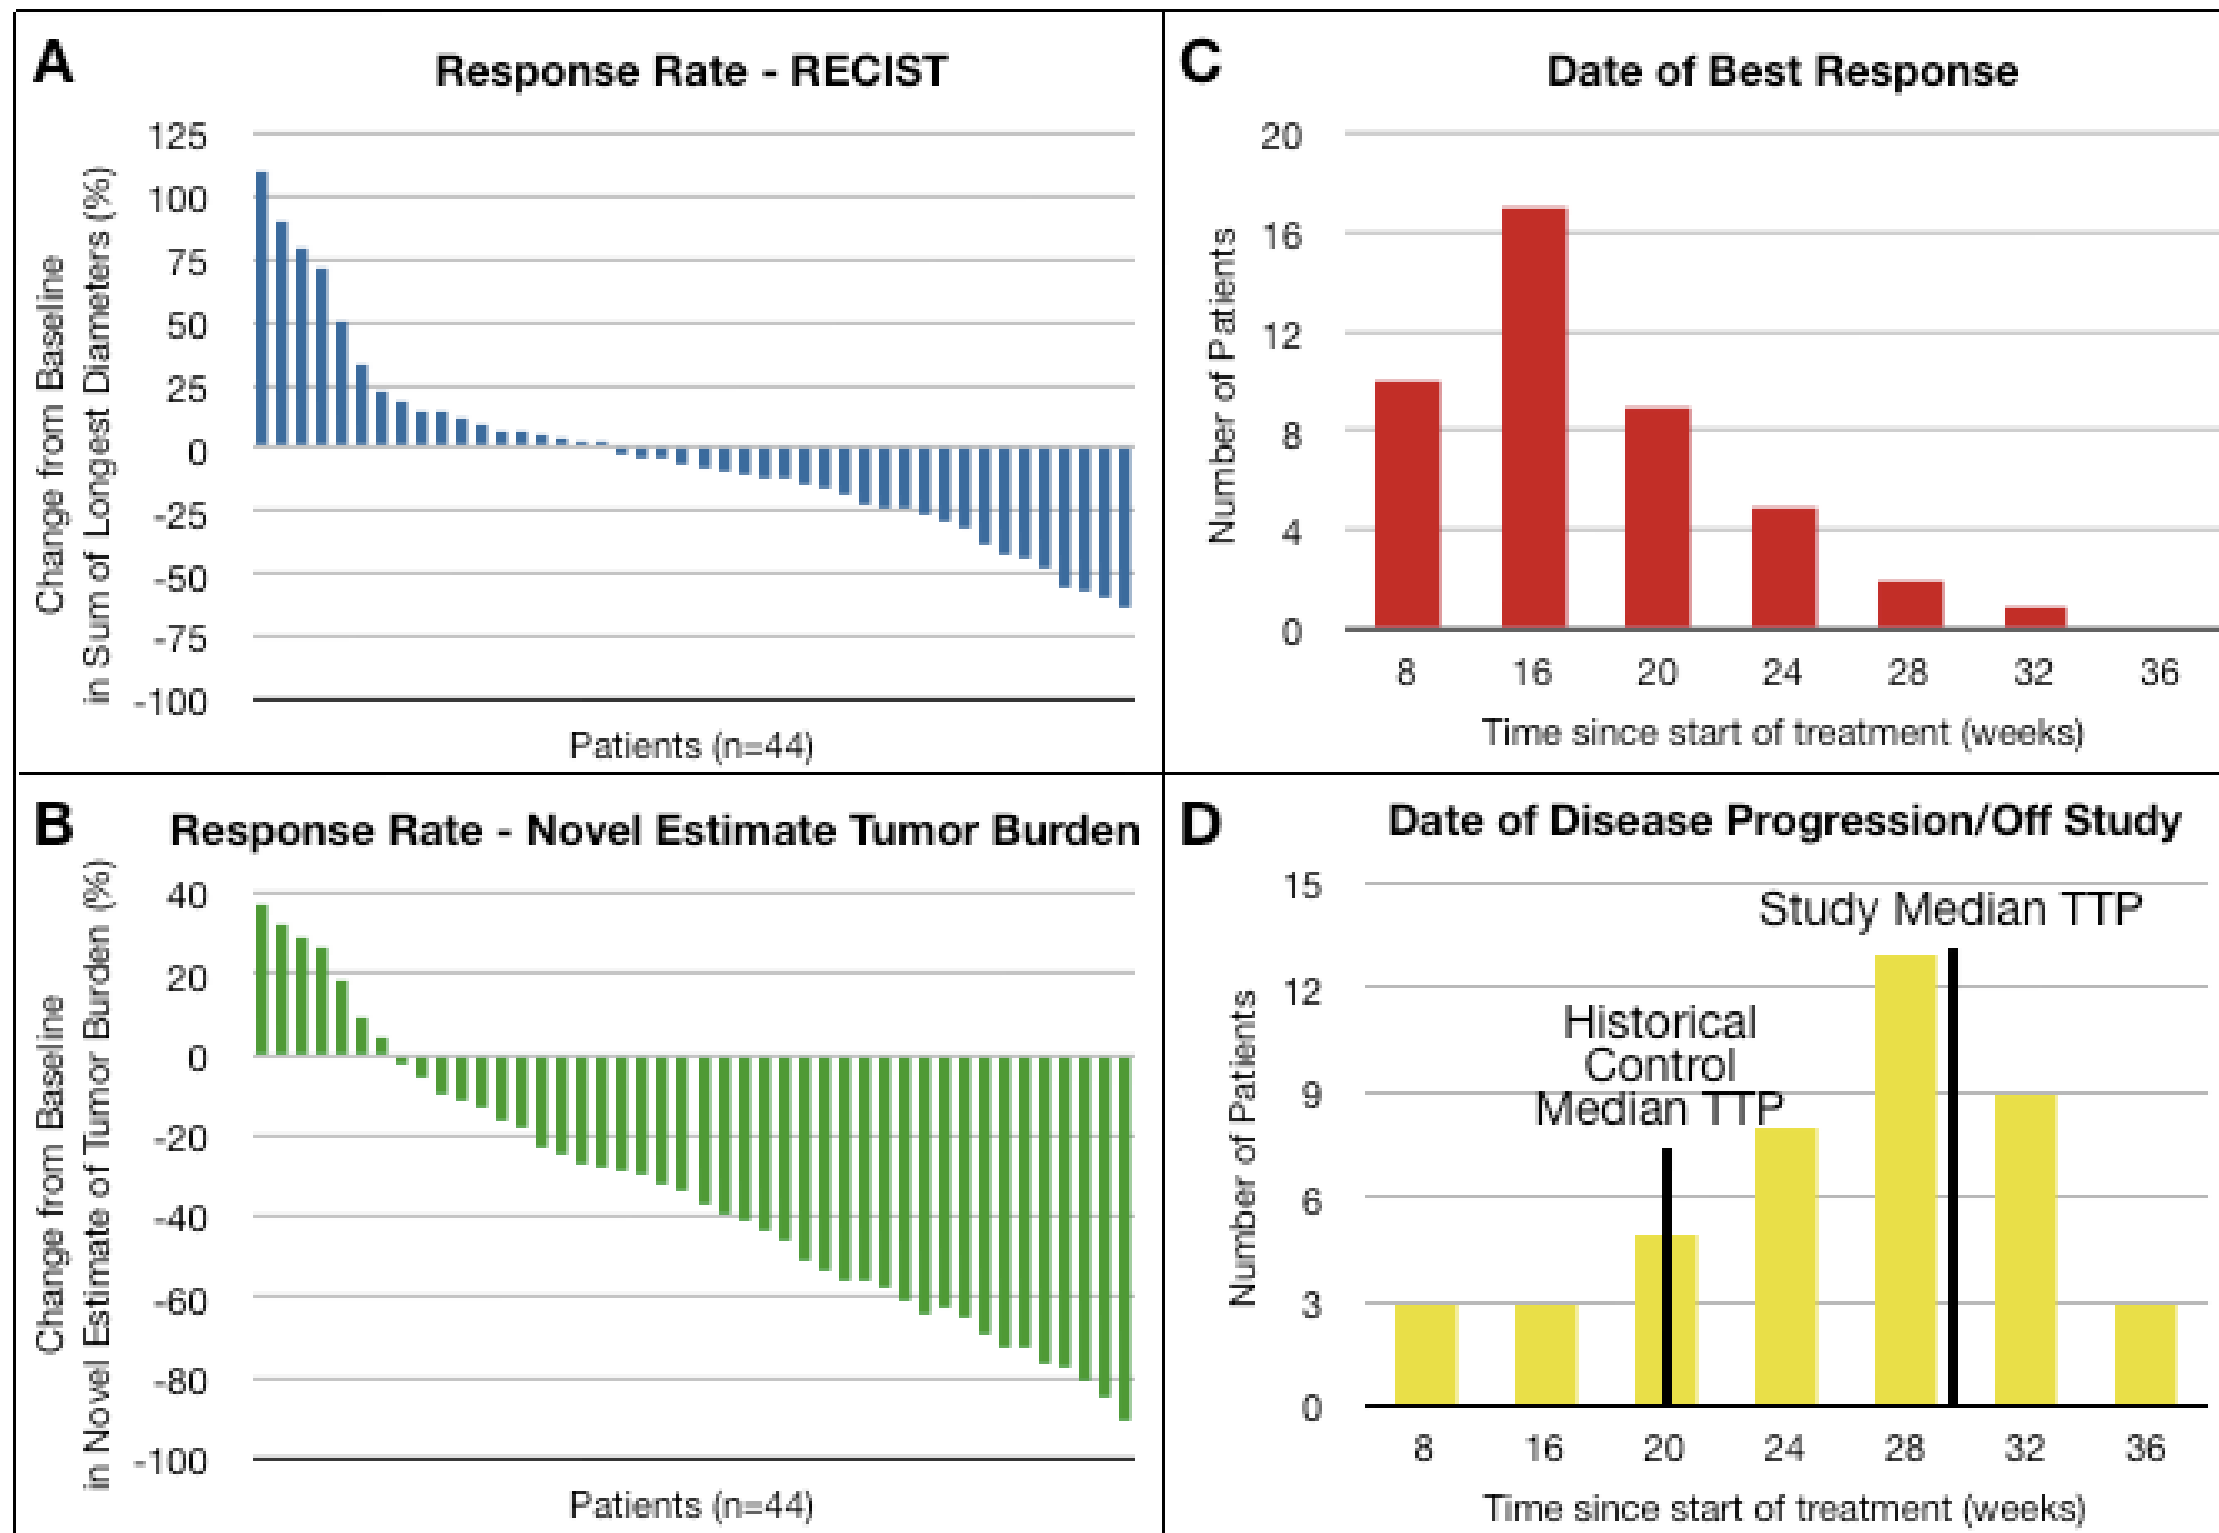 A
Response Rate - RECIST
Change from Baseline
in Sum of Longest Diameters (%)
125
100
75
50
25
0
-25
-50
-75
-100
Patients (n=44)
B
Response Rate - Novel Estimate Tumor Burden
Change from Baseline
in Novel Estimate of Tumor Burden (%)
40
20
0
-20
-40
-60
-80
-100
Patients (n=44)
C
Date of Best Response
Number of Patients
20
16
12
8
4
0
8 16 20 24 28 32 36
Time since start of treatment (weeks)
D
Date of Disease Progression/Off Study
Number of Patients
15
12
9
6
3
0
Study Median TTP
Historical
Control
Median TTP
8 16 20 24 28 32 36
Time since start of treatment (weeks)